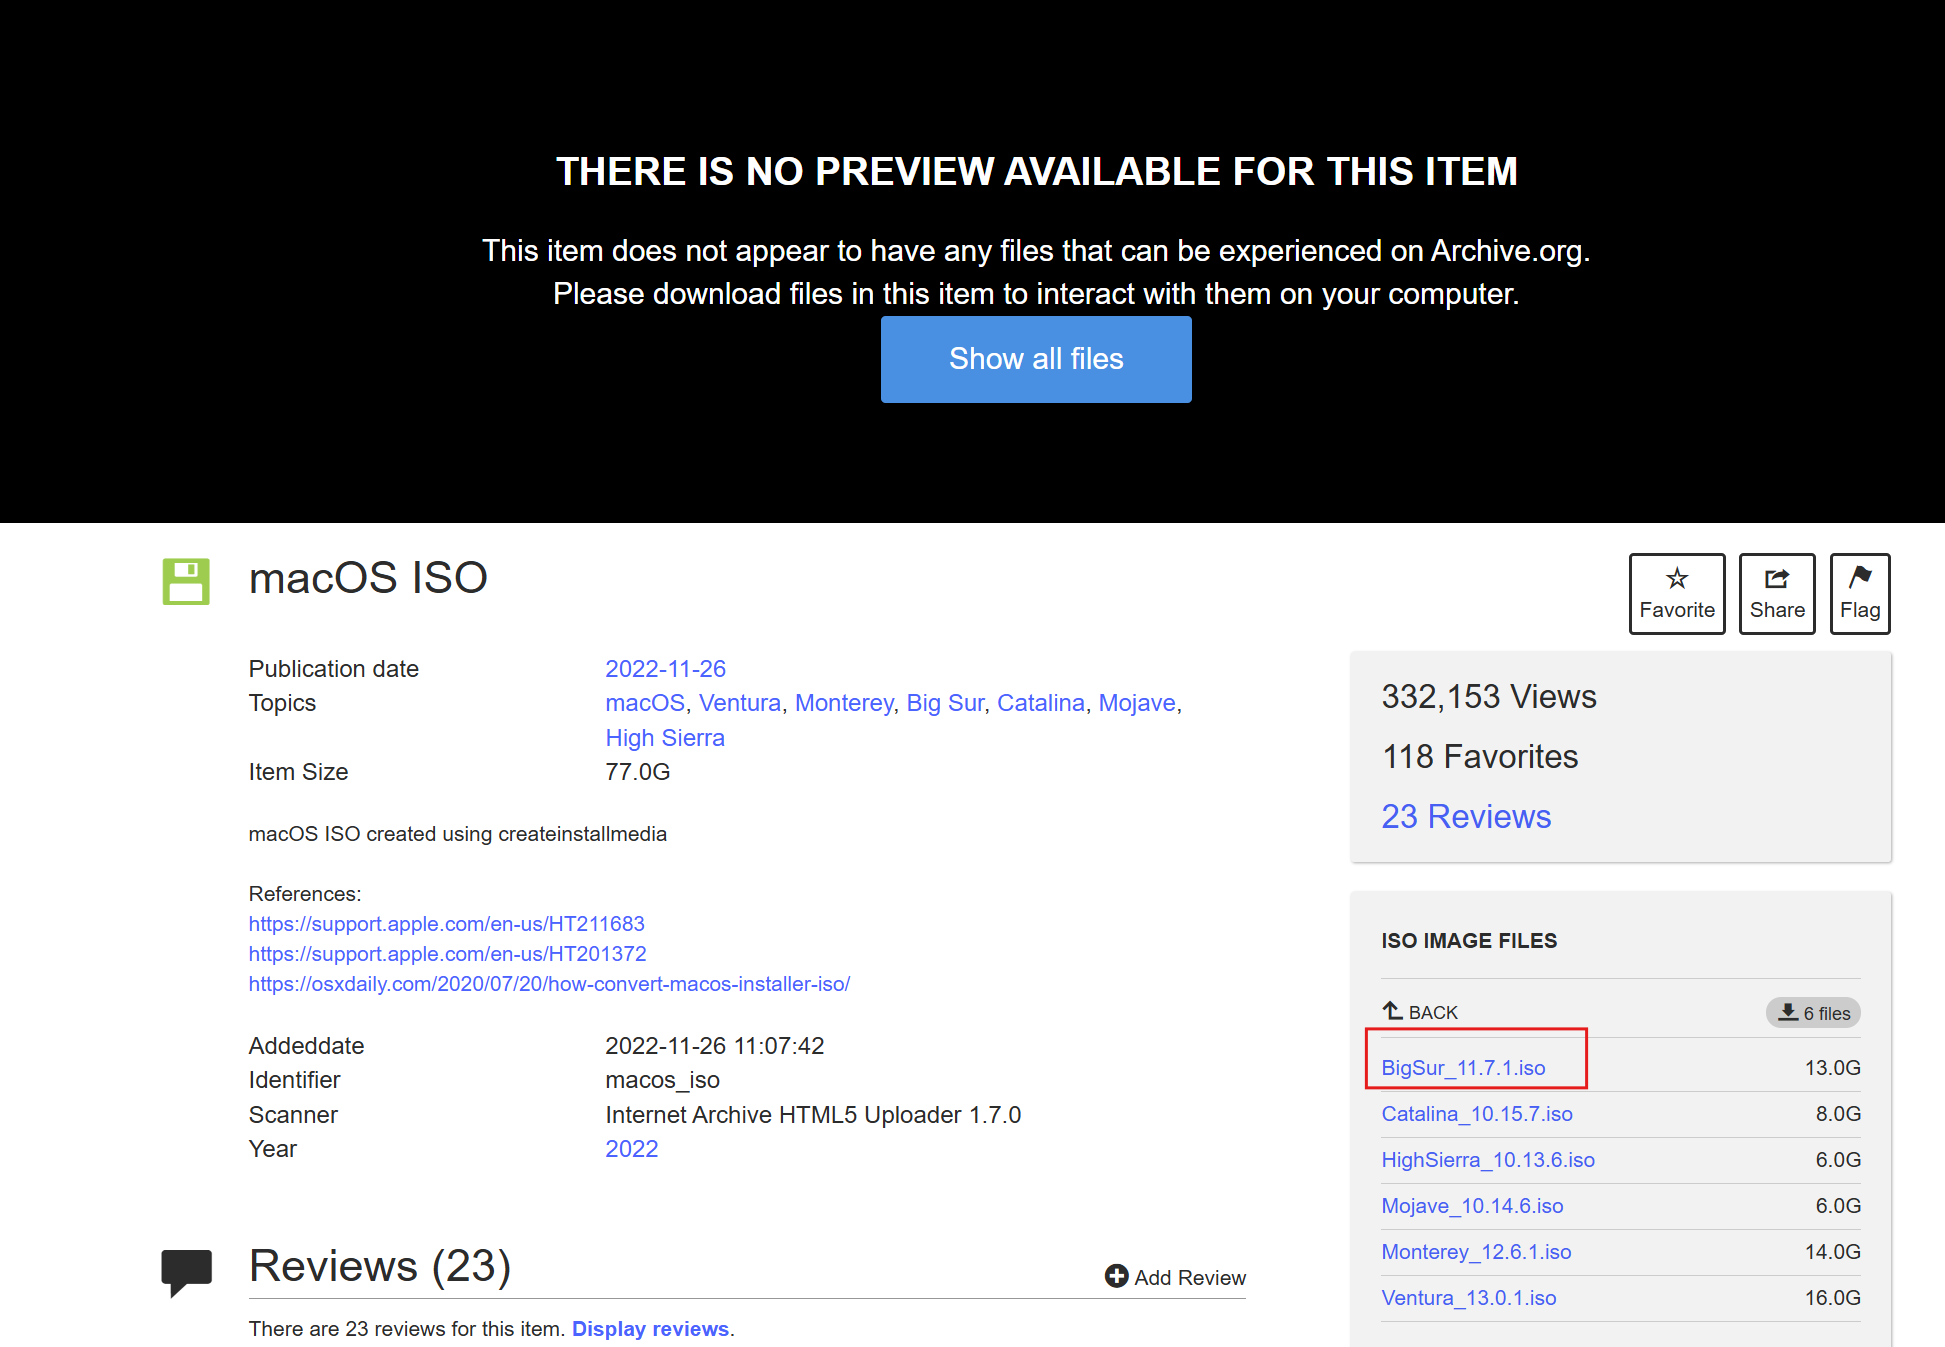 THERE IS NO PREVIEW AVAILABLE FOR THIS ITEM
This item does not appear to have any files that can be experienced on Archive.org.
Please download files in this item to interact with them on your computer.
Show all files
macOS ISO
Favorite
Share
Flag
Publication date 2022-11-26
Topics macOS, Ventura, Monterey, Big Sur, Catalina, Mojave,
High Sierra
Item Size 77.0G
macOS ISO created using createinstallmedia
References:
https://support.apple.com/en-us/HT211683
https://support.apple.com/en-us/HT201372
https://osxdaily.com/2020/07/20/how-convert-macos-installer-iso/
Addeddate 2022-11-26 11:07:42
Identifier macos_iso
Scanner Internet Archive HTML5 Uploader 1.7.0
Year 2022
Reviews (23)
Add Review
There are 23 reviews for this item. Display reviews.
332,153 Views
118 Favorites
23 Reviews
ISO IMAGE FILES
BACK 6 files
BigSur_11.7.1.iso 13.0G
Catalina_10.15.7.iso 8.0G
HighSierra_10.13.6.iso 6.0G
Mojave_10.14.6.iso 6.0G
Monterey_12.6.1.iso 14.0G
Ventura_13.0.1.iso 16.0G